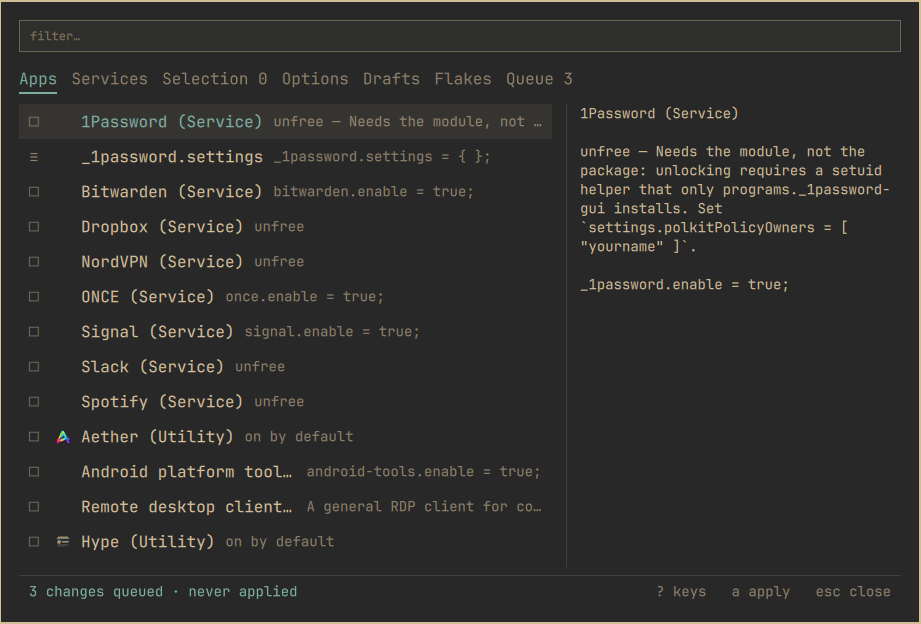 filter…
Apps Services Selection 0 Options Drafts Flakes Queue 3
1Password (Service) unfree — Needs the module, not …
_1password.settings _1password.settings = { };
Bitwarden (Service) bitwarden.enable = true;
Dropbox (Service) unfree
NordVPN (Service) unfree
ONCE (Service) once.enable = true;
Signal (Service) signal.enable = true;
Slack (Service) unfree
Spotify (Service) unfree
Aether (Utility) on by default
Android platform tool… android-tools.enable = true;
Remote desktop client… A general RDP client for co…
Hype (Utility) on by default
1Password (Service)
unfree — Needs the module, not the
package: unlocking requires a setuid
helper that only programs._1password-
gui installs. Set
`settings.polkitPolicyOwners = [
"yourname" ]`.
_1password.enable = true;
3 changes queued · never applied
? keys a apply esc close